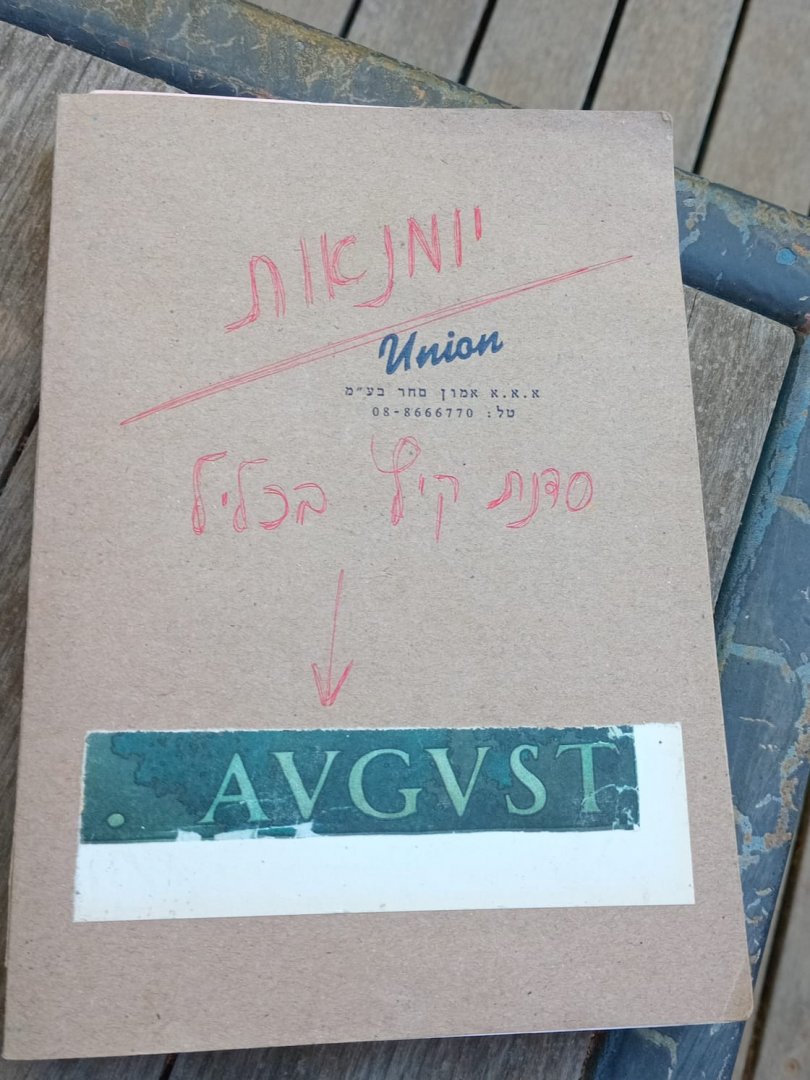 יומנאות
Union
א.א.א אמון סחר בע״מ
טל: 08-8666770
סדנת קיץ בכליל
AVGVST